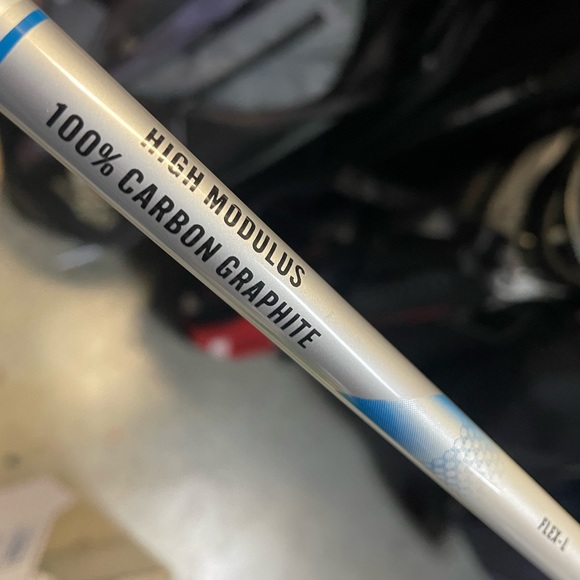 HIGH MODULUS
100% CARBON GRAPHITE
FLEX-L